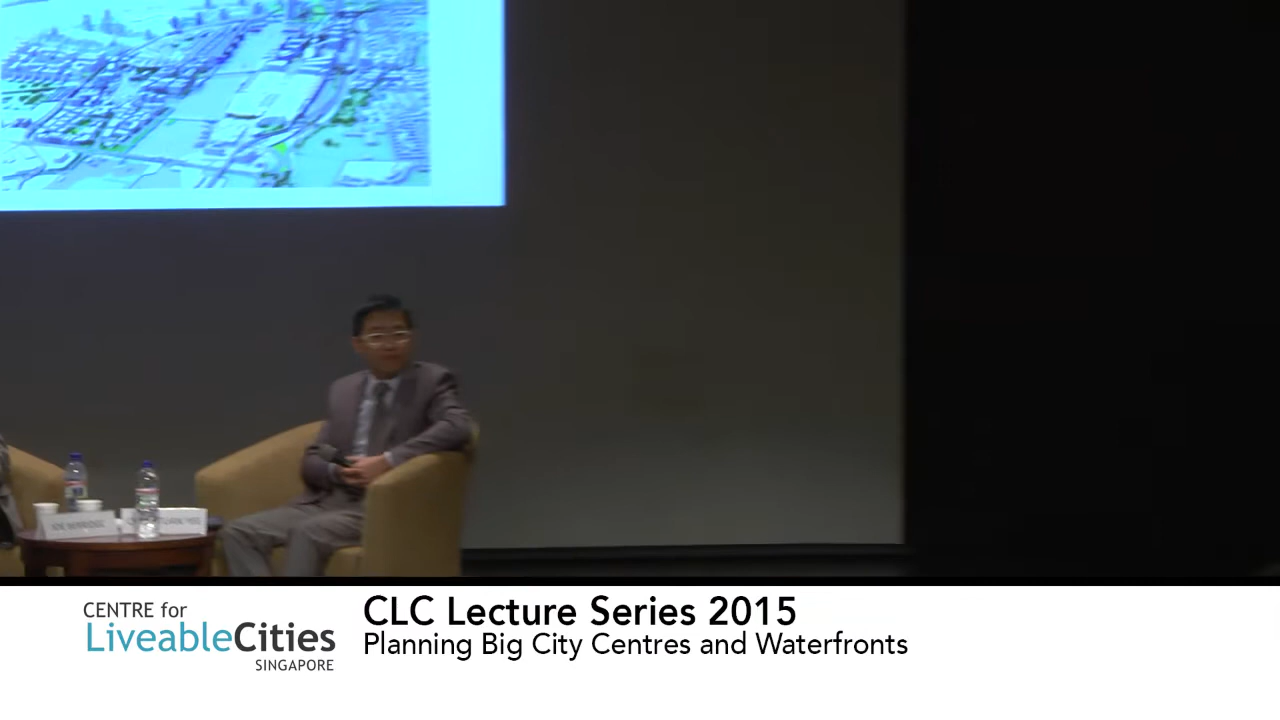 CENTRE for
LiveableCities
SINGAPORE
CLC Lecture Series 2015
Planning Big City Centres and Waterfronts